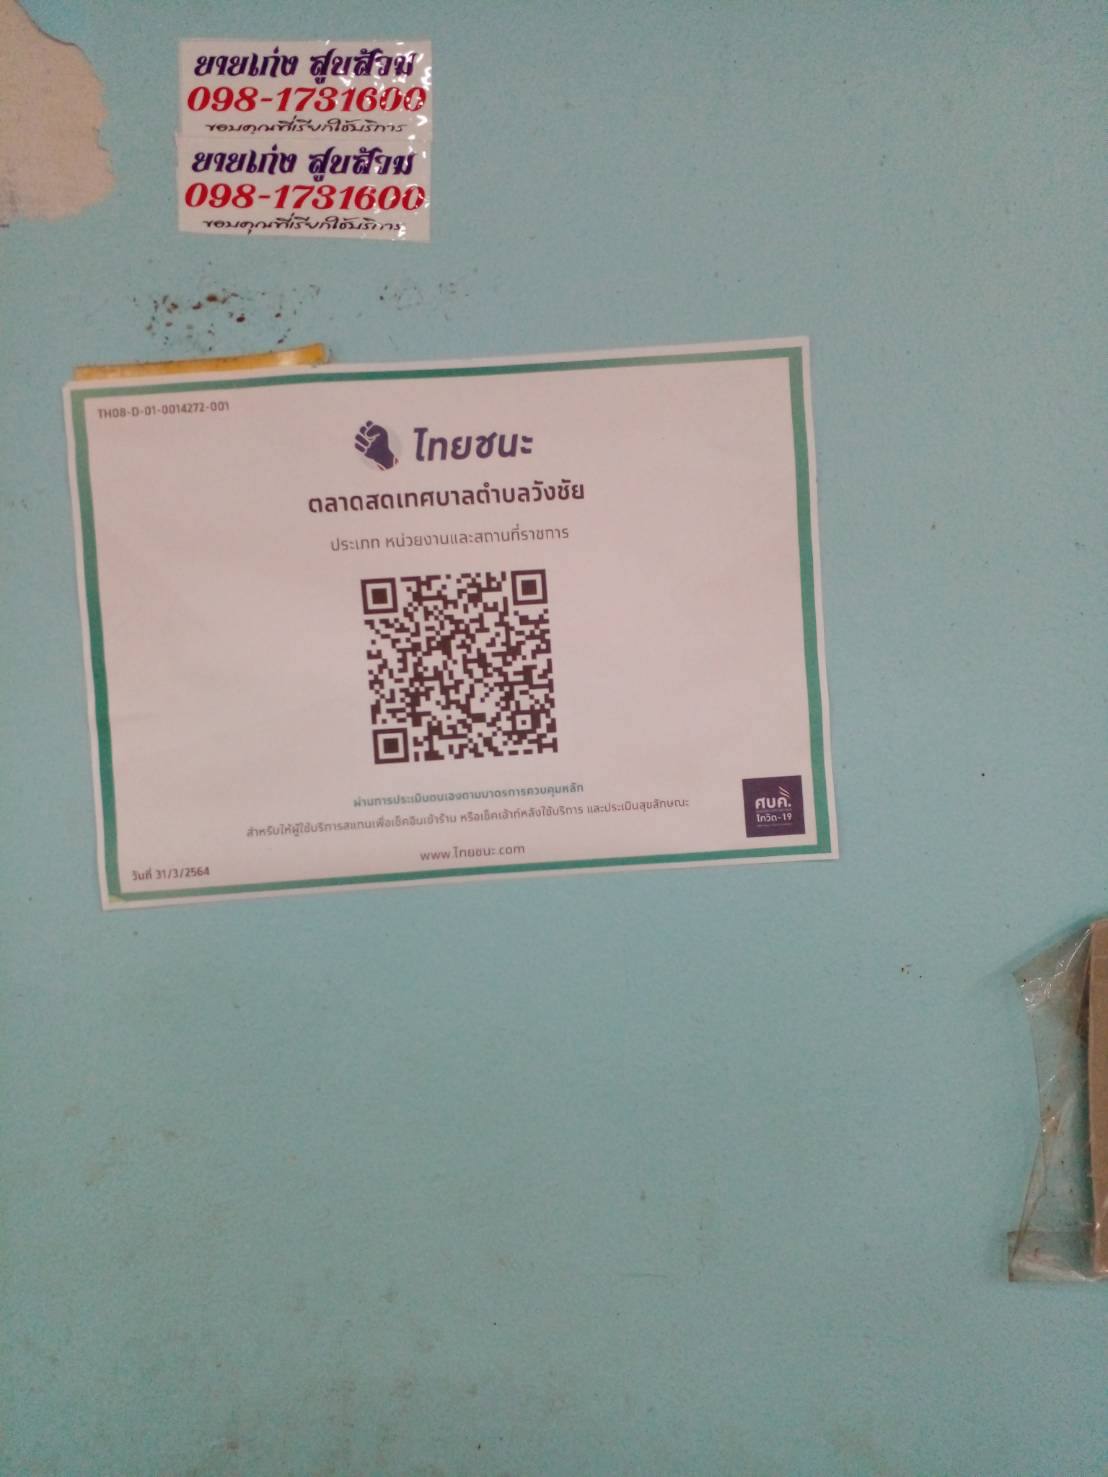 ยายเก่ง สูบส้วม
098-1731600
ขอบคุณที่เรียกใช้บริการ
ยายเก่ง สูบส้วม
098-1731600
ขอบคุณที่เรียกใช้บริการ
TH08-D-01-0014272-001
ไทยชนะ
ตลาดสดเทศบาลตำบลวังชัย
ประเภท หน่วยงานและสถานที่ราชการ
ผ่านการประเมินตนเองตามมาตรการควบคุมหลัก
สำหรับให้ผู้ใช้บริการสแกนเพื่อเช็คอินเข้าร้าน หรือเช็คเอ้าท์หลังใช้บริการ และประเมินสุขลักษณะ
www.ไทยชนะ.com
วันที่ 31/3/2564
ศบค.
โควิด-19